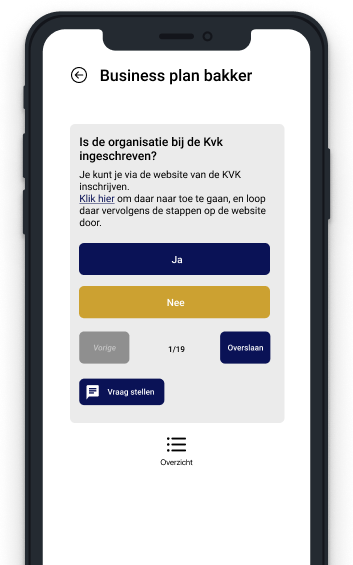 Business plan bakker
Is de organisatie bij de Kvk
ingeschreven?
Je kunt je via de website van de KVK
inschrijven.
Klik hier om daar naar toe te gaan, en loop
daar vervolgens de stappen op de website
door.
Ja
Nee
Vorige
1/19
Overslaan
Vraag stellen
Overzicht